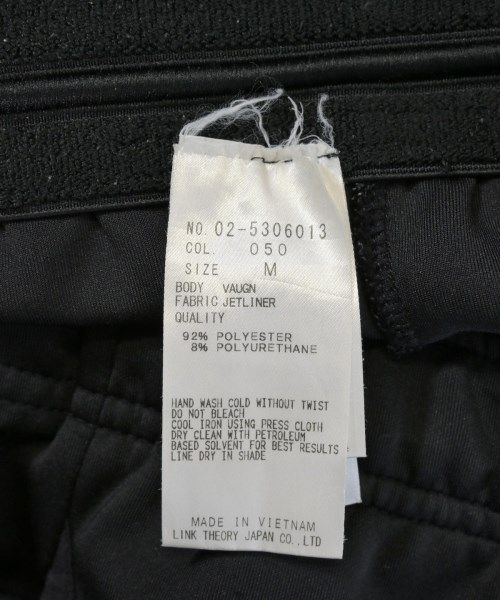 NO. 02-5306013
COL. 050
SIZE M
BODY VAUGN
FABRIC JETLINER
QUALITY
92% POLYESTER
8% POLYURETHANE
HAND WASH COLD WITHOUT TWIST
DO NOT BLEACH
COOL IRON USING PRESS CLOTH
DRY CLEAN WITH PETROLEUM
BASED SOLVENT FOR BEST RESULTS
LINE DRY IN SHADE
MADE IN VIETNAM
LINK THEORY JAPAN CO.,LTD